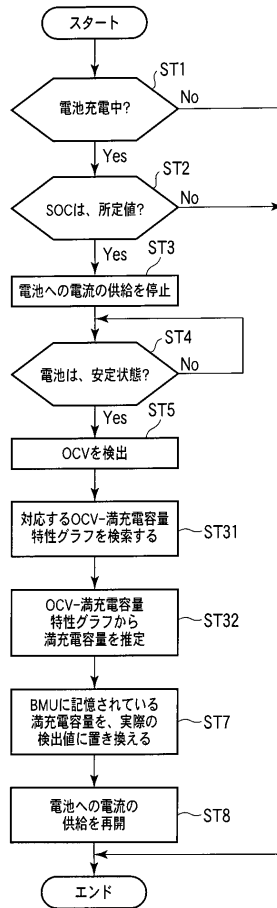 スタート
ST1
電池充電中?
No
Yes
ST2
SOCは、所定値?
No
Yes
ST3
電池への電流の供給を停止
ST4
電池は、安定状態?
No
Yes
ST5
OCVを検出
対応するOCV-満充電容量
特性グラフを検索する
ST31
OCV-満充電容量
特性グラフから
満充電容量を推定
ST32
BMUに記憶されている
満充電容量を、実際の
検出値に置き換える
ST7
電池への電流の
供給を再開
ST8
エンド